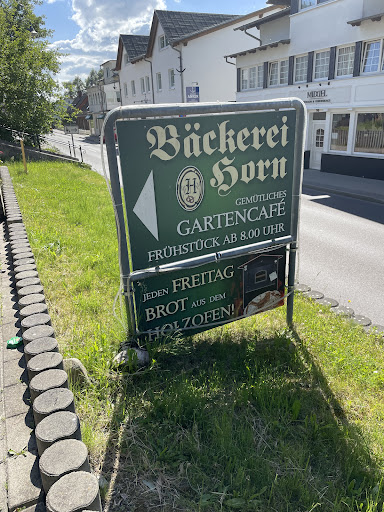 Bäckerei
Horn
H
GEMÜTLICHES
GARTENCAFÉ
FRÜHSTÜCK AB 8.00 UHR
JEDEN FREITAG
BROT AUS DEM
HOLZOFEN!